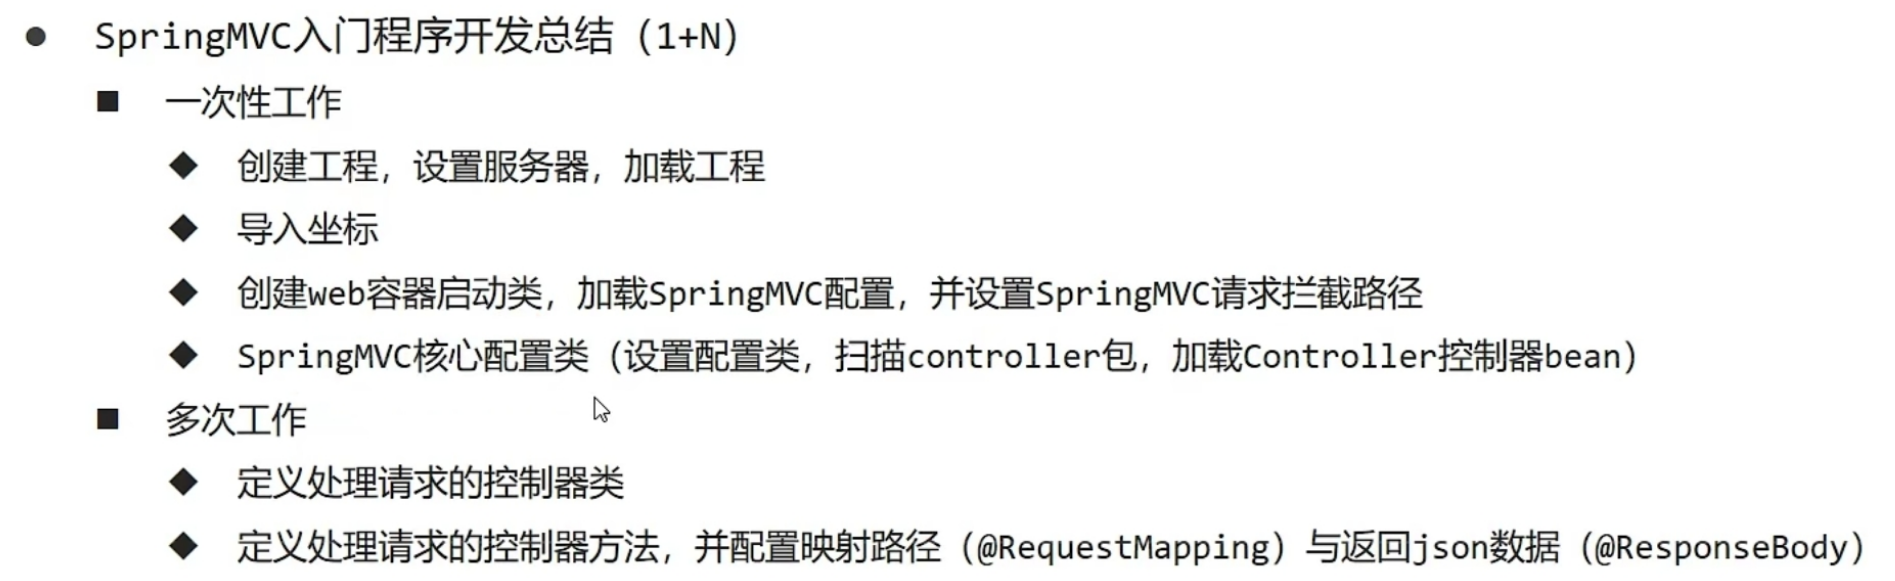 SpringMVC入门程序开发总结（1+N）
一次性工作
创建工程，设置服务器，加载工程
导入坐标
创建web容器启动类，加载SpringMVC配置，并设置SpringMVC请求拦截路径
SpringMVC核心配置类（设置配置类，扫描controller包，加载Controller控制器bean）
多次工作
定义处理请求的控制器类
定义处理请求的控制器方法，并配置映射路径（@RequestMapping）与返回json数据（@ResponseBody）